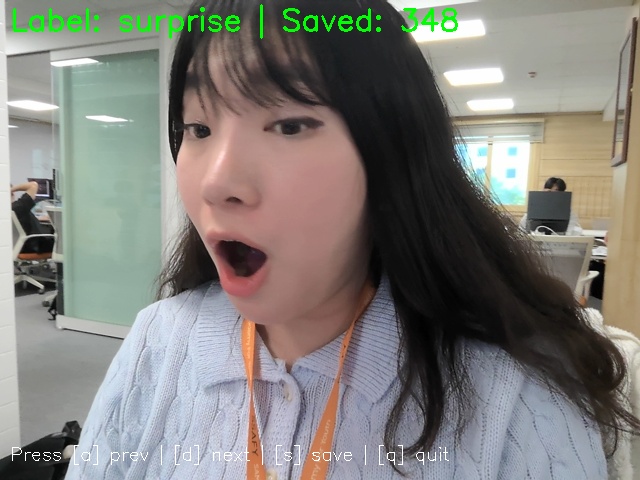 Label: surprise | Saved: 348
Press [a] prev | [d] next | [s] save | [q] quit